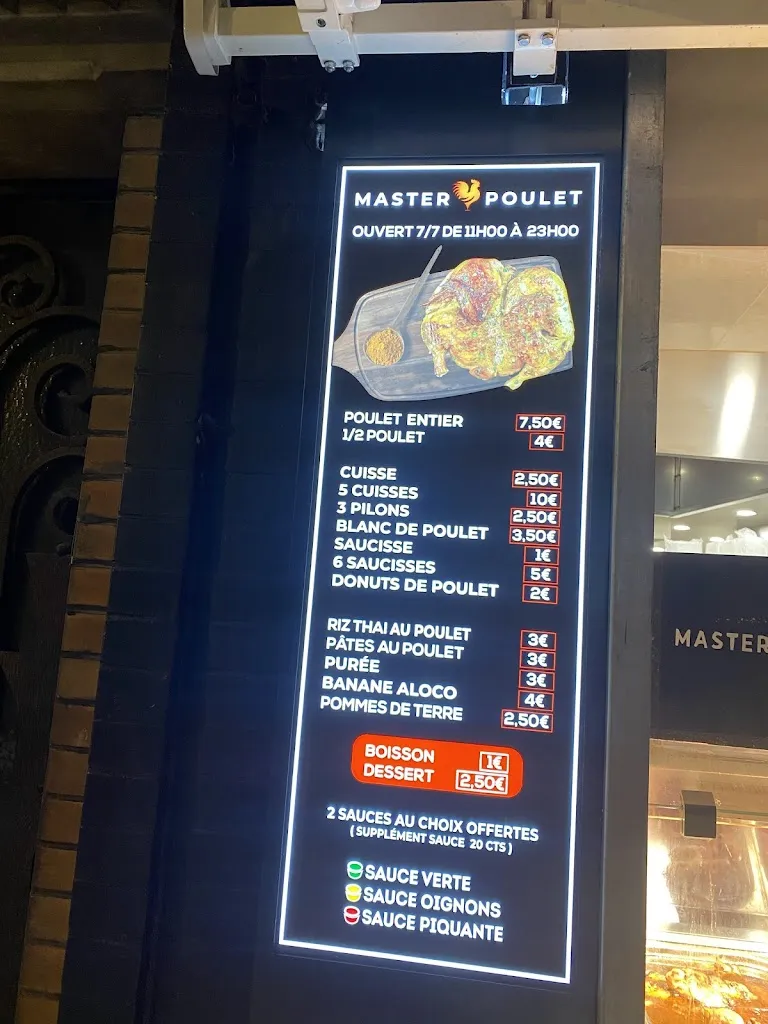 MASTER POULET
OUVERT 7/7 DE 11H00 À 23H00
POULET ENTIER 7,50€
1/2 POULET 4€
CUISSE 2,50€
5 CUISSES 10€
3 PILONS 2,50€
BLANC DE POULET 3,50€
SAUCISSE 1€
6 SAUCISSES 5€
DONUTS DE POULET 2€
RIZ THAI AU POULET 3€
PÂTES AU POULET 3€
PURÉE 3€
BANANE ALOCO 4€
POMMES DE TERRE 2,50€
BOISSON 1€
DESSERT 2,50€
2 SAUCES AU CHOIX OFFERTES
( SUPPLÉMENT SAUCE 20 CTS )
SAUCE VERTE
SAUCE OIGNONS
SAUCE PIQUANTE
MASTER